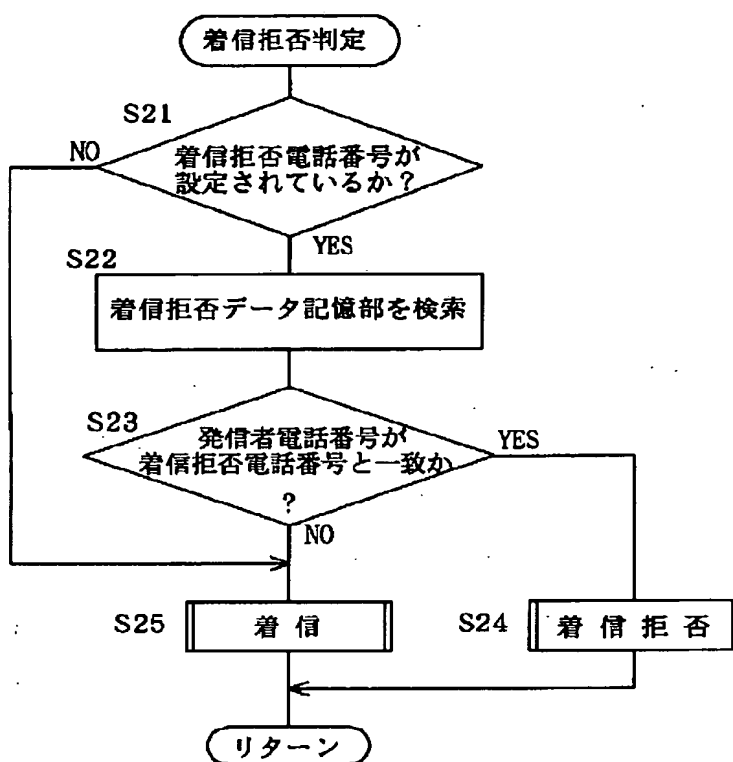 着信拒否判定
S21
NO
着信拒否電話番号が
設定されているか？
YES
S22
着信拒否データ記憶部を検索
S23
発信者電話番号が
着信拒否電話番号と一致か
？
YES
NO
S25
着信
S24
着信拒否
リターン